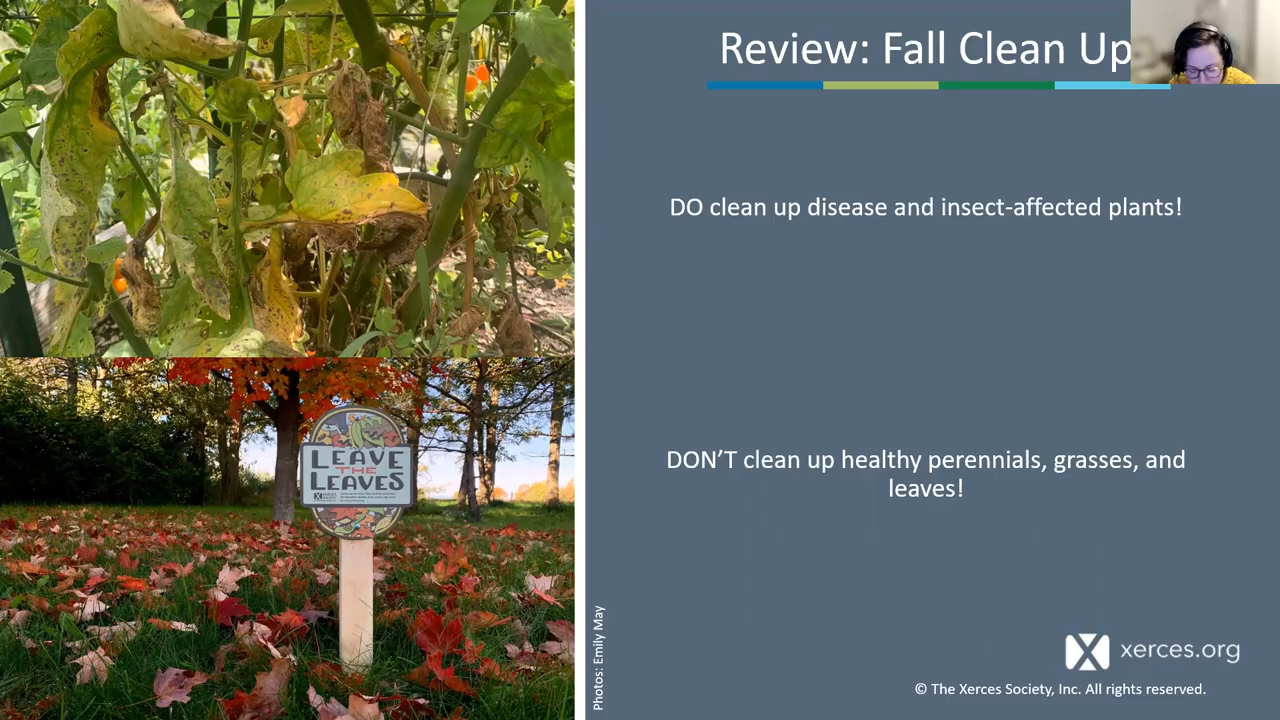 Review: Fall Clean Up
DO clean up disease and insect-affected plants!
LEAVE
THE
LEAVES
DON’T clean up healthy perennials, grasses, and
leaves!
Photos: Emily May
xerces.org
© The Xerces Society, Inc. All rights reserved.